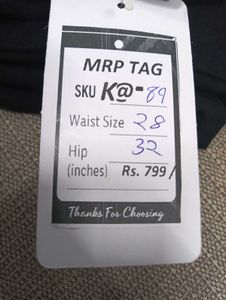 MRP TAG
SKU K@-89
Waist Size 28
Hip 32
(inches) Rs. 799/
Thanks For Choosing